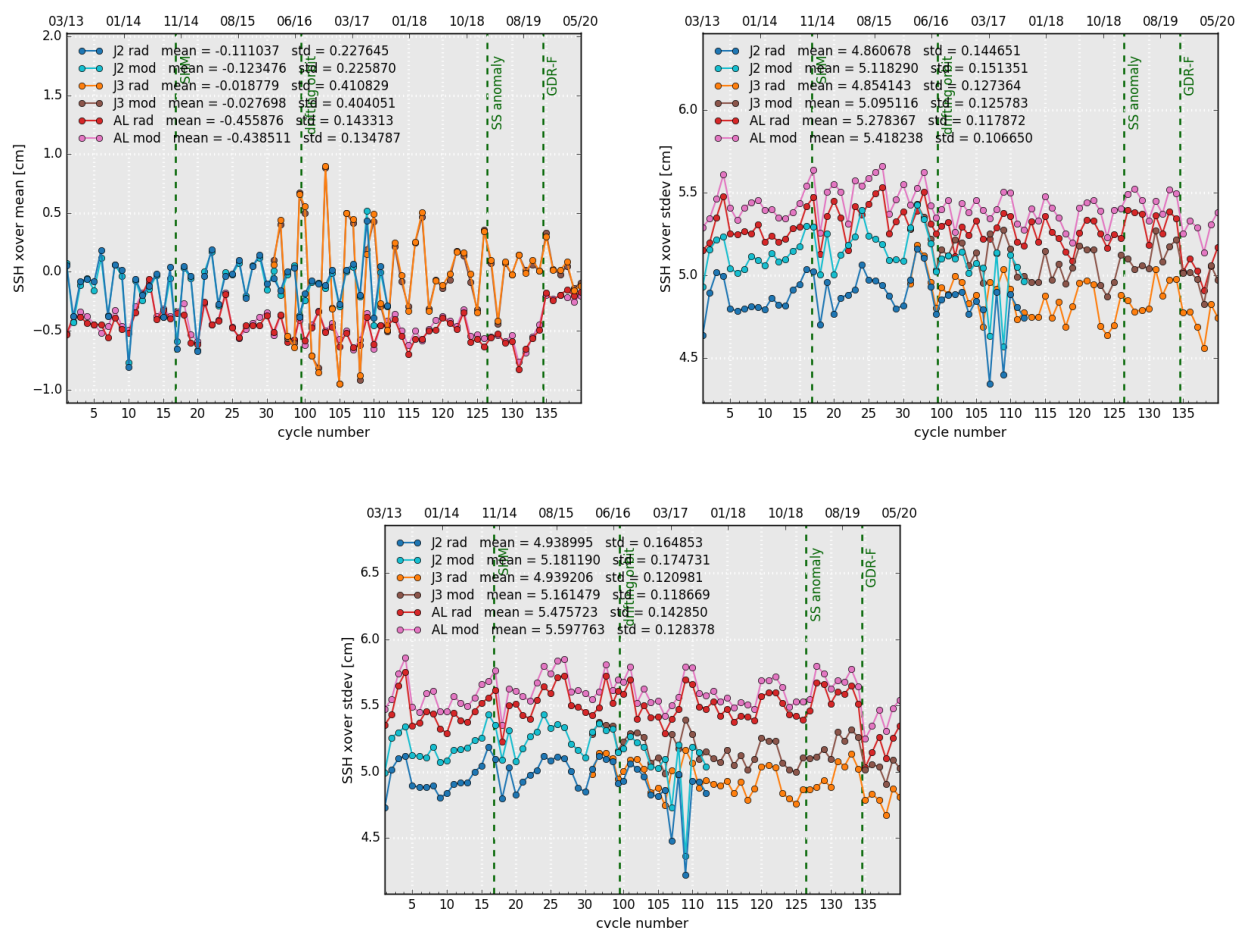 03/13 01/14 11/14 08/15 06/16 03/17 01/18 10/18 08/19 05/20
2.0
1.5
1.0
0.5
0.0
−0.5
−1.0
SSH xover mean [cm]
J2 rad mean = -0.111037 std = 0.227645
J2 mod mean = -0.123476 std = 0.225870
J3 rad mean = -0.018779 std = 0.410829
J3 mod mean = -0.027698 std = 0.404051
AL rad mean = -0.455876 std = 0.143313
AL mod mean = -0.438511 std = 0.134787
drifting orbit
SS anomaly
GDR-F
5 10 15 20 25 30 100 105 110 115 120 125 130 135
cycle number
03/13 01/14 11/14 08/15 06/16 03/17 01/18 10/18 08/19 05/20
6.0
5.5
5.0
4.5
SSH xover stdev [cm]
J2 rad mean = 4.860678 std = 0.144651
J2 mod mean = 5.118290 std = 0.151351
J3 rad mean = 4.854143 std = 0.127364
J3 mod mean = 5.095116 std = 0.125783
AL rad mean = 5.278367 std = 0.117872
AL mod mean = 5.418238 std = 0.106650
drifting orbit
SS anomaly
GDR-F
5 10 15 20 25 30 100 105 110 115 120 125 130 135
cycle number
03/13 01/14 11/14 08/15 06/16 03/17 01/18 10/18 08/19 05/20
6.5
6.0
5.5
5.0
4.5
SSH xover stdev [cm]
J2 rad mean = 4.938995 std = 0.164853
J2 mod mean = 5.181190 std = 0.174731
J3 rad mean = 4.939206 std = 0.120981
J3 mod mean = 5.161479 std = 0.118669
AL rad mean = 5.475723 std = 0.142850
AL mod mean = 5.597763 std = 0.128378
drifting orbit
SS anomaly
GDR-F
5 10 15 20 25 30 100 105 110 115 120 125 130 135
cycle number